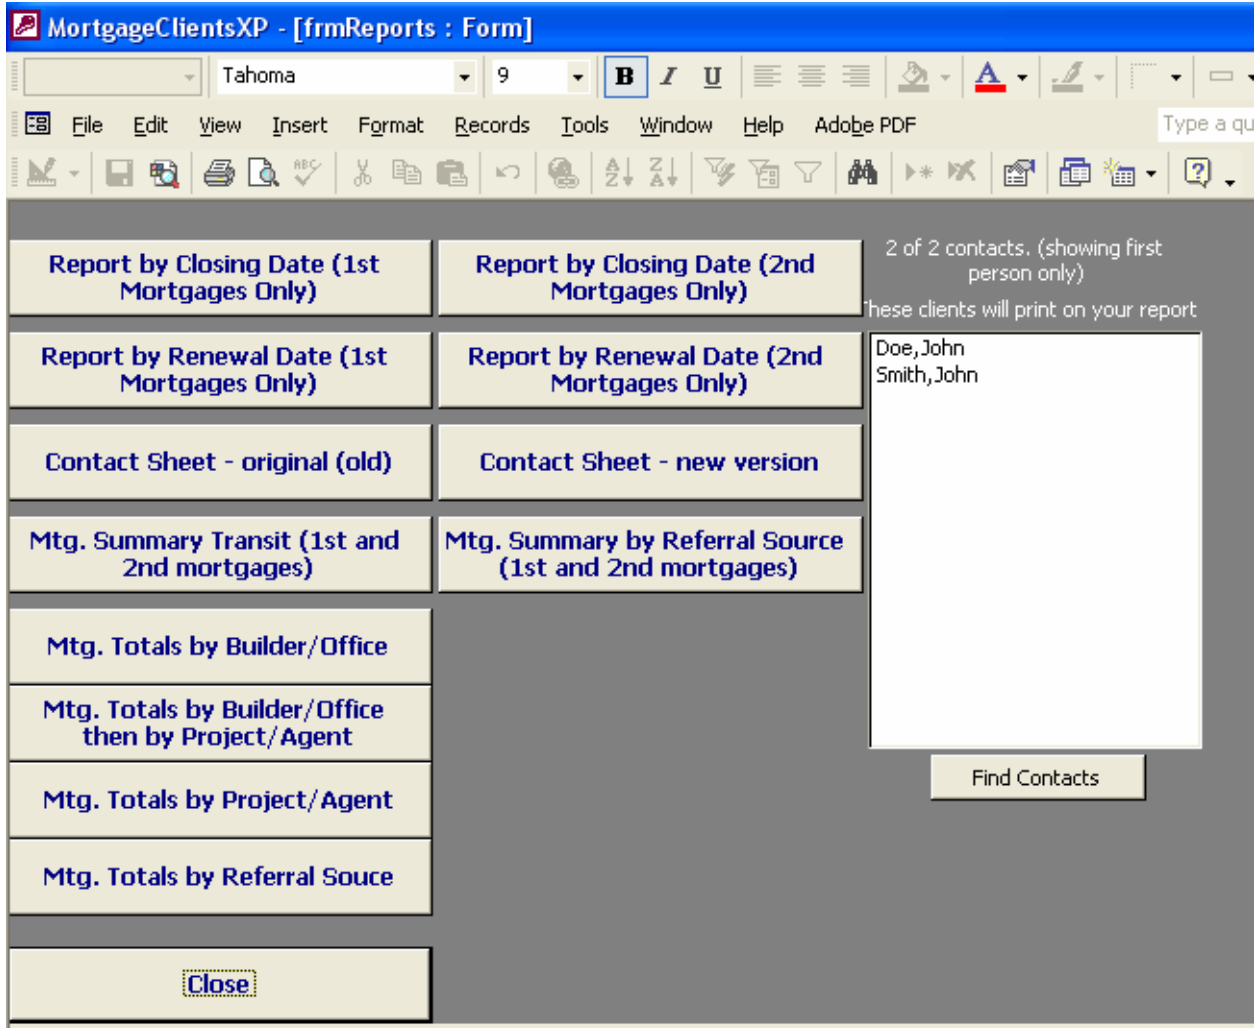 MortgageClientsXP - [frmReports : Form]
Tahoma 9 B I U A
File Edit View Insert Format Records Tools Window Help Adobe PDF Type a qu
Report by Closing Date (1st
Mortgages Only)
Report by Closing Date (2nd
Mortgages Only)
Report by Renewal Date (1st
Mortgages Only)
Report by Renewal Date (2nd
Mortgages Only)
Contact Sheet - original (old)
Contact Sheet - new version
Mtg. Summary Transit (1st and
2nd mortgages)
Mtg. Summary by Referral Source
(1st and 2nd mortgages)
Mtg. Totals by Builder/Office
Mtg. Totals by Builder/Office
then by Project/Agent
Mtg. Totals by Project/Agent
Mtg. Totals by Referral Souce
Close
2 of 2 contacts. (showing first
person only)
hese clients will print on your report
Doe,John
Smith,John
Find Contacts